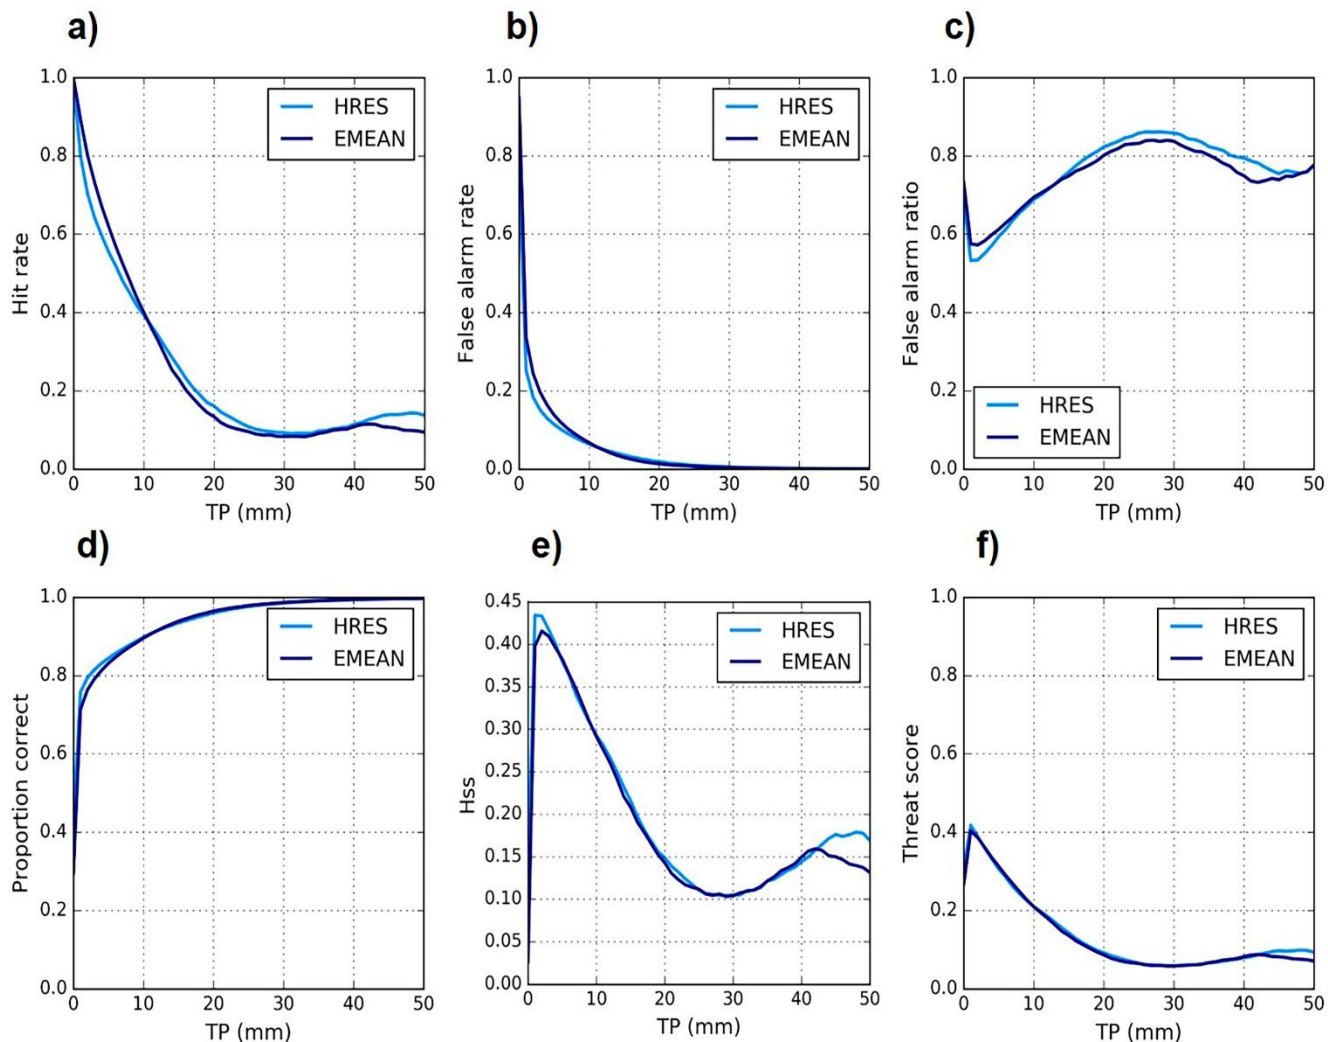 a)
1.0
0.8
0.6
0.4
0.2
0.0
Hit rate
HRES
EMEAN
0
10
20
30
40
50
TP (mm)
b)
1.0
0.8
0.6
0.4
0.2
0.0
False alarm rate
HRES
EMEAN
0
10
20
30
40
50
TP (mm)
c)
1.0
0.8
0.6
0.4
0.2
0.0
False alarm ratio
HRES
EMEAN
0
10
20
30
40
50
TP (mm)
d)
1.0
0.8
0.6
0.4
0.2
0.0
Proportion correct
HRES
EMEAN
0
10
20
30
40
50
TP (mm)
e)
0.45
0.40
0.35
0.30
0.25
0.20
0.15
0.10
0.05
0.00
Hss
HRES
EMEAN
0
10
20
30
40
50
TP (mm)
f)
1.0
0.8
0.6
0.4
0.2
0.0
Threat score
HRES
EMEAN
0
10
20
30
40
50
TP (mm)